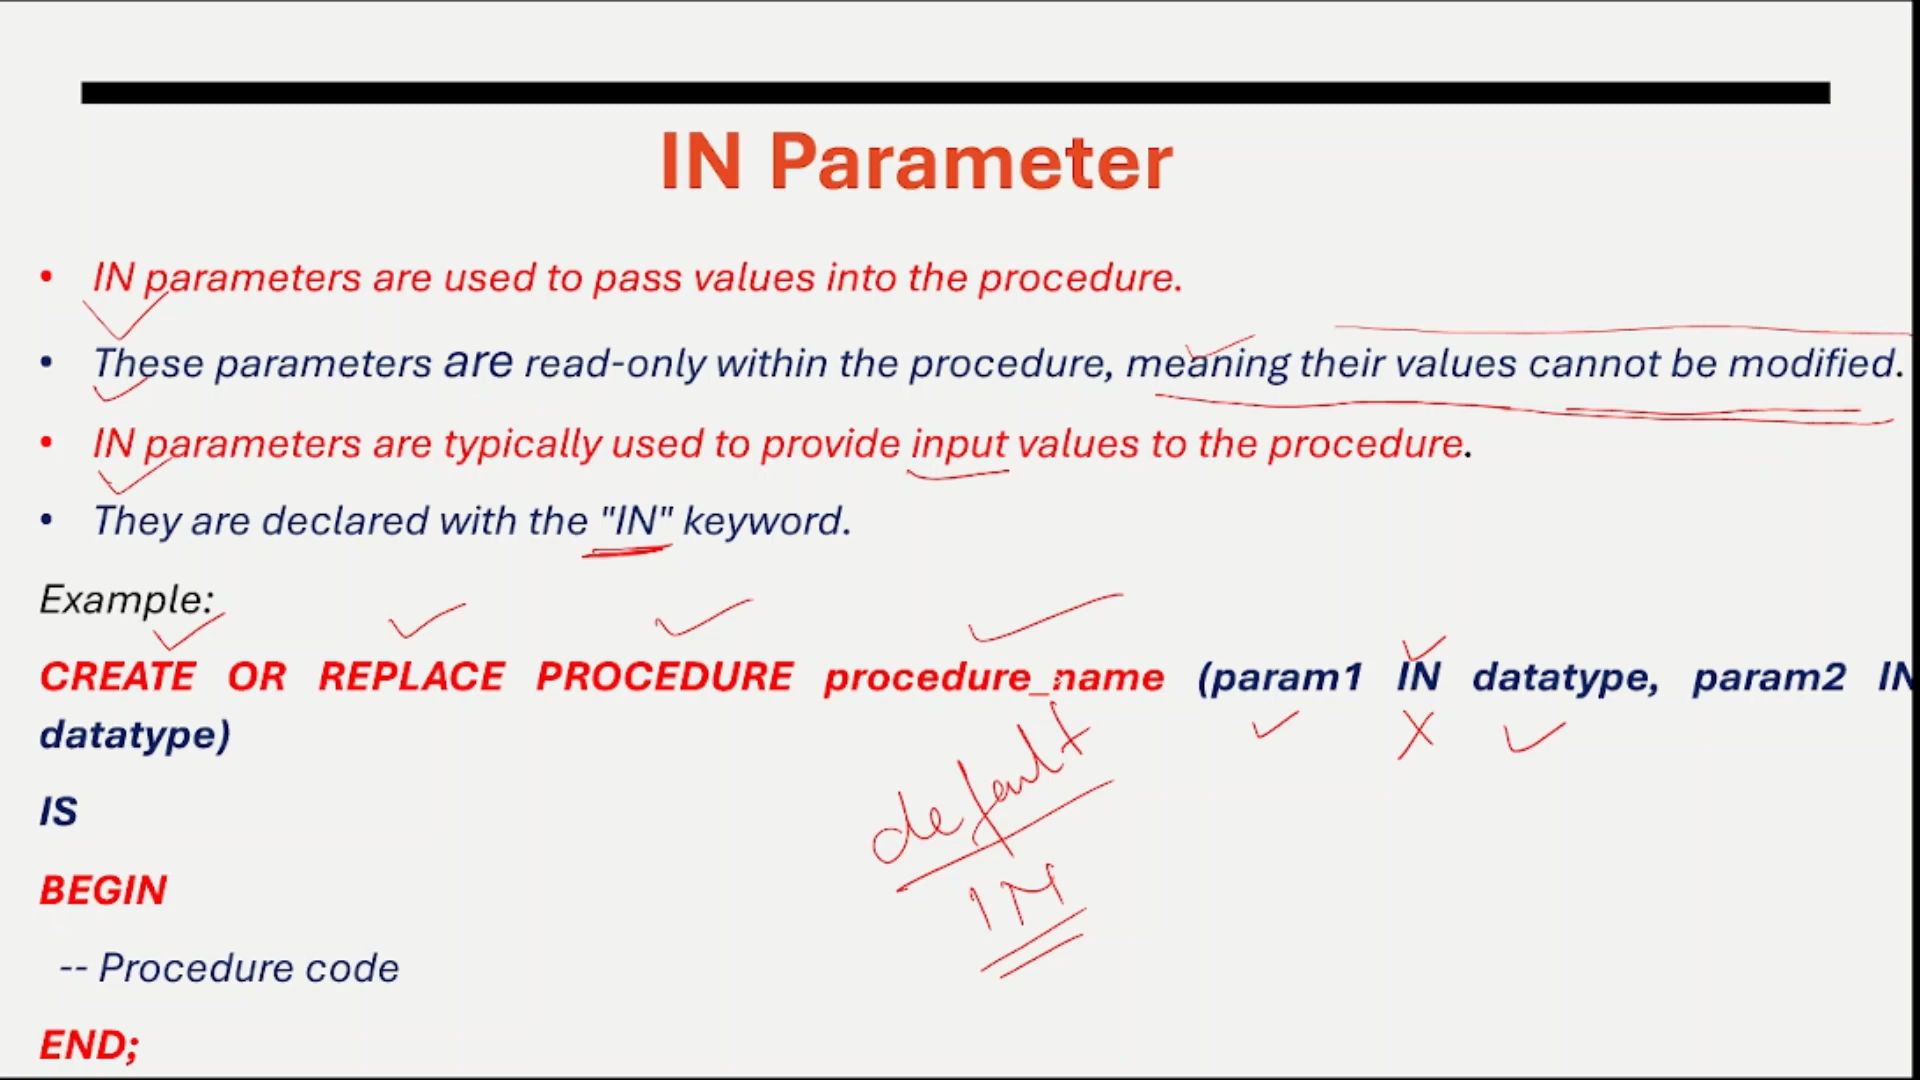 IN Parameter
• IN parameters are used to pass values into the procedure.
• These parameters are read-only within the procedure, meaning their values cannot be modified.
• IN parameters are typically used to provide input values to the procedure.
• They are declared with the "IN" keyword.
Example:
CREATE OR REPLACE PROCEDURE procedure_name (param1 IN datatype, param2 IN
datatype)
default
IN
IS
BEGIN
-- Procedure code
END;